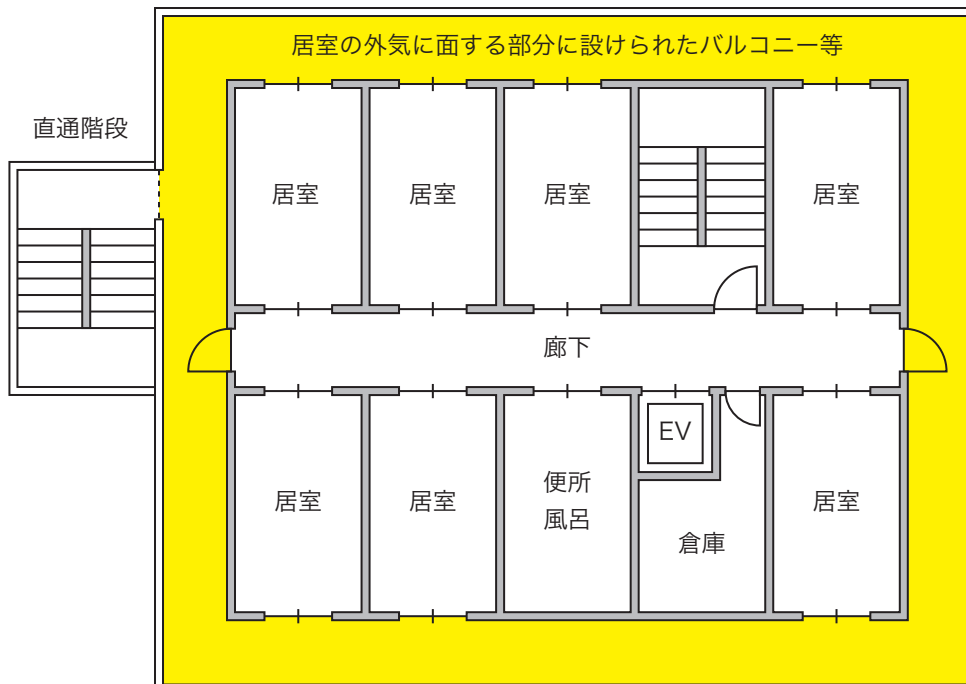 居室の外気に面する部分に設けられたバルコニー等
直通階段
居室
居室
居室
居室
廊下
居室
居室
便所
風呂
EV
倉庫
居室